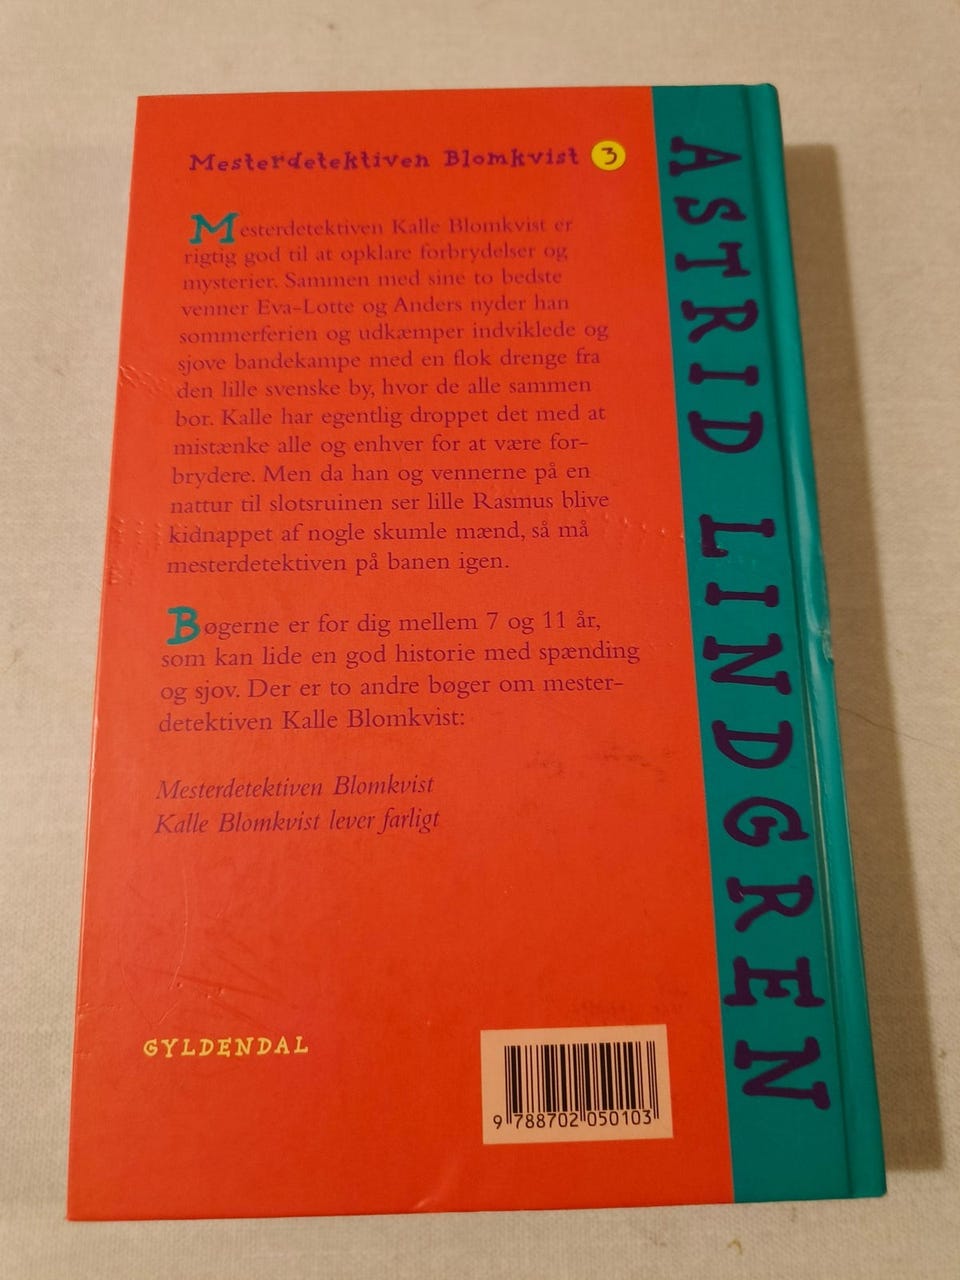 Mesterdetektiven Blomkvist 3
Mesterdetektiven Kalle Blomkvist er
rigtig god til at opklare forbrydelser og
mysterier. Sammen med sine to bedste
venner Eva-Lotte og Anders nyder han
sommerferien og udkæmper indviklede og
sjove bandekampe med en flok drenge fra
den lille svenske by, hvor de alle sammen
bor. Kalle har egentlig droppet det med at
mistænke alle og enhver for at være for-
brydere. Men da han og vennerne på en
nattur til slotsruinen ser lille Rasmus blive
kidnappet af nogle skumle mænd, så må
mesterdetektiven på banen igen.
Bøgerne er for dig mellem 7 og 11 år,
som kan lide en god historie med spænding
og sjov. Der er to andre bøger om mester-
detektiven Kalle Blomkvist:
Mesterdetektiven Blomkvist
Kalle Blomkvist lever farligt
GYLDENDAL
9 788702 050103
ASTRID LINDGREN